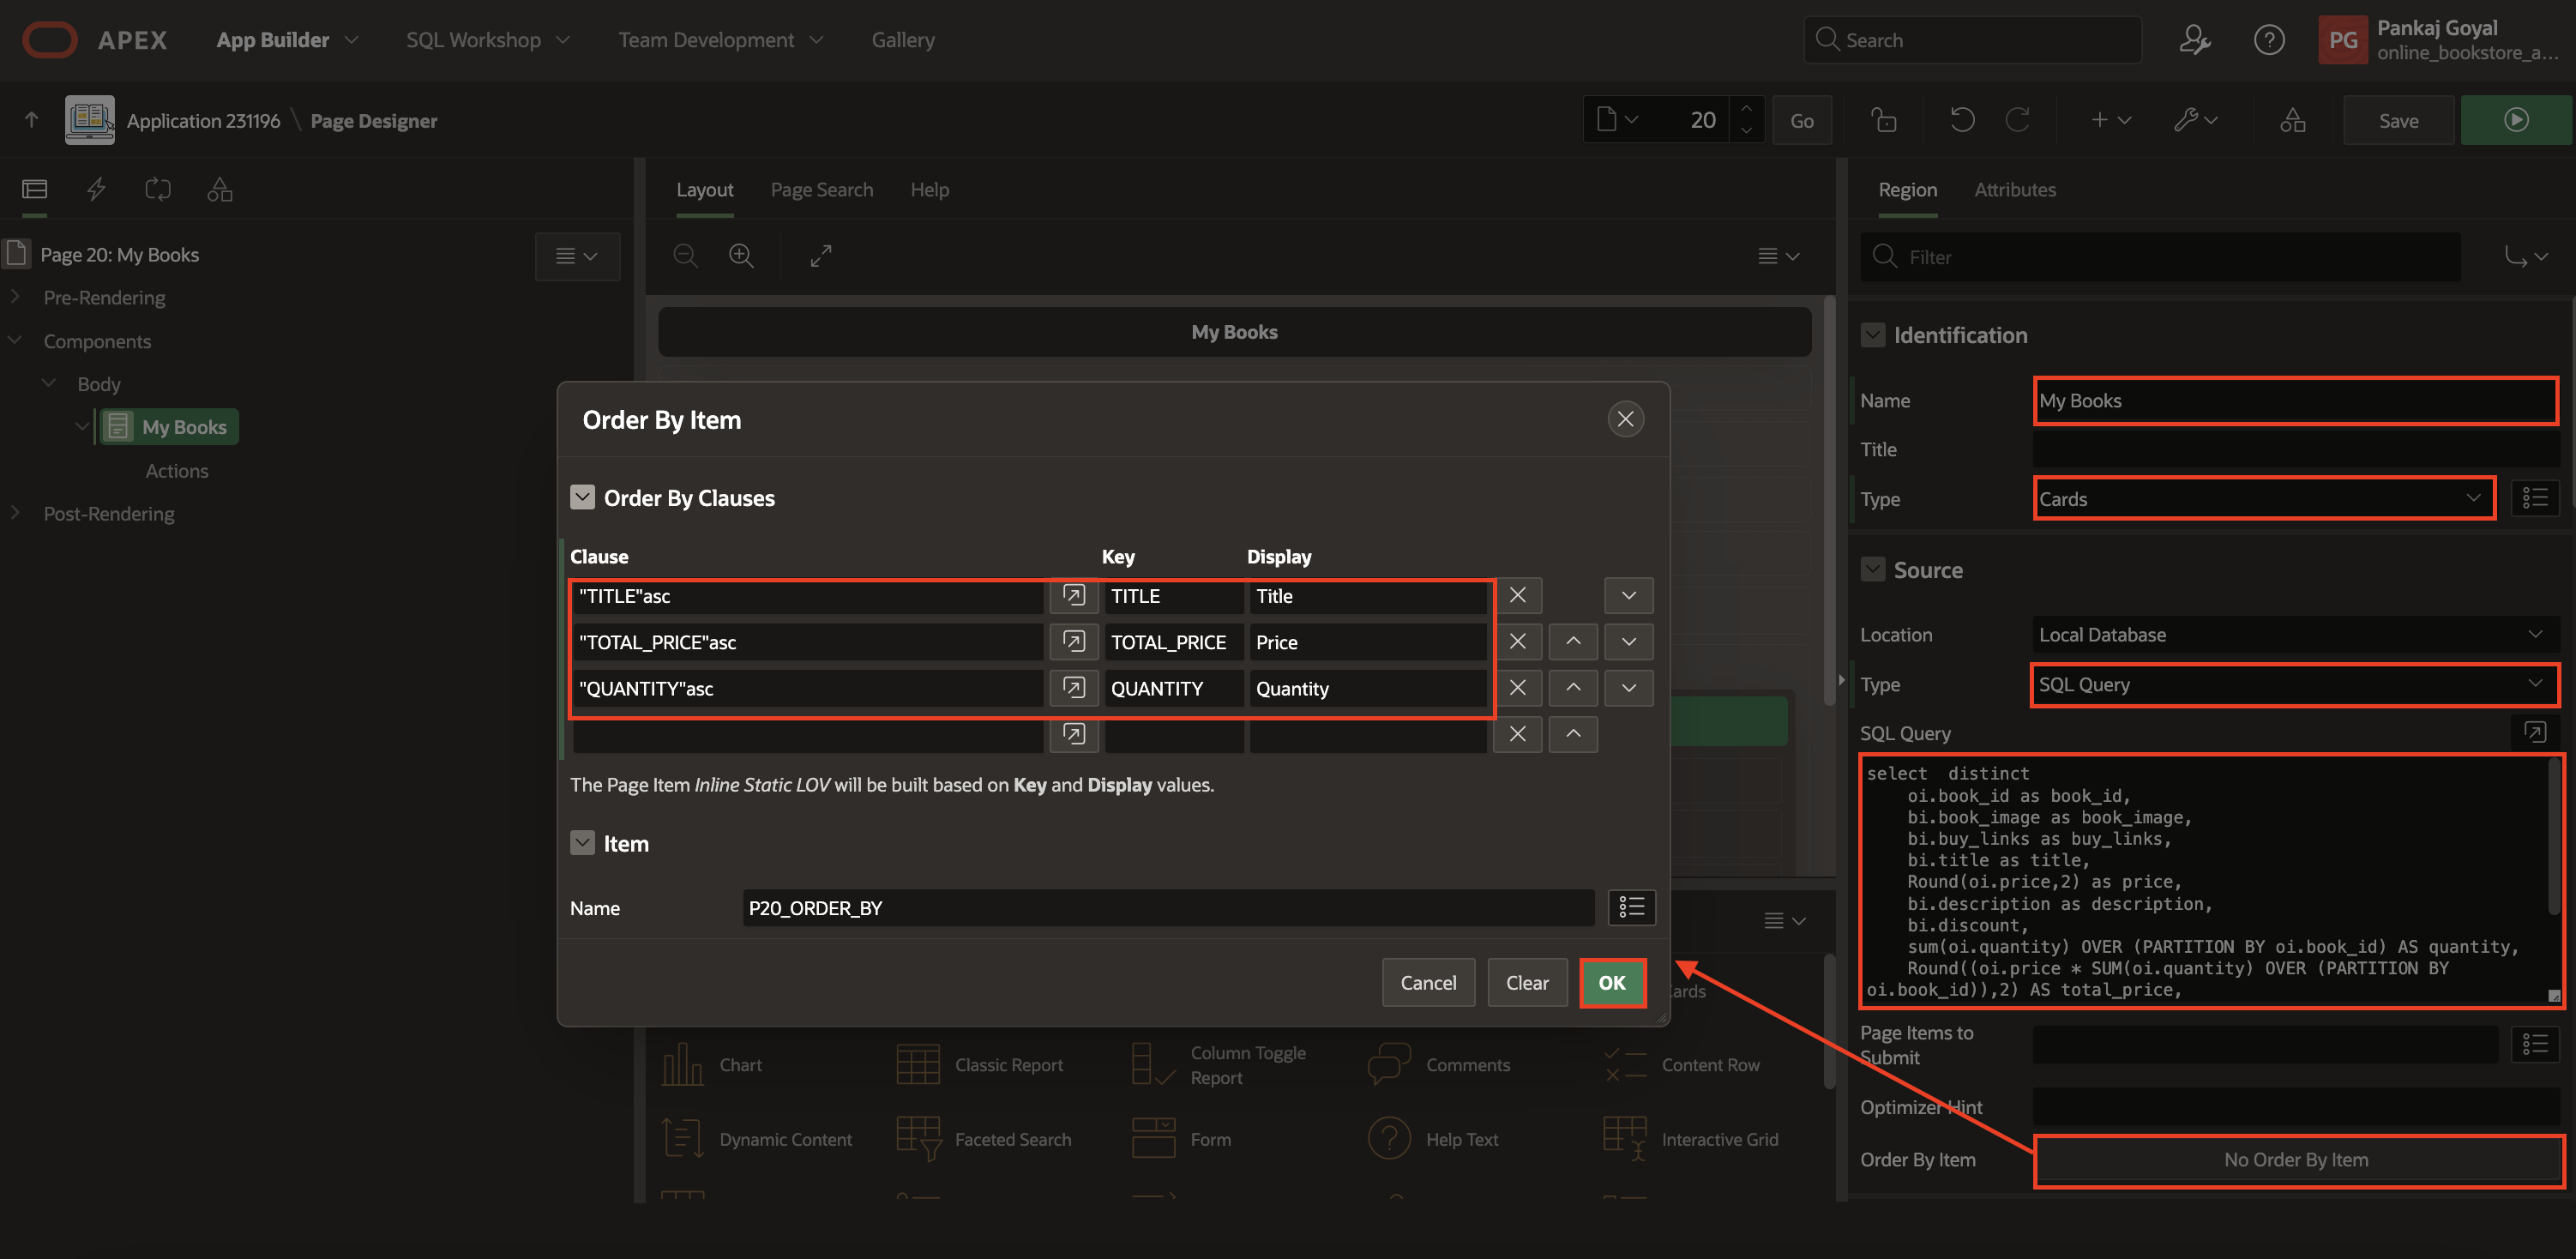 APEX App Builder SQL Workshop Team Development Gallery Search PG Pankaj Goyal
online_bookstore_a...
Application 231196 \ Page Designer 20 Go Save
Layout Page Search Help
Region Attributes
Page 20: My Books
Filter
Pre-Rendering
Components
Body
My Books
Actions
Post-Rendering
My Books
Order By Item
Order By Clauses
Clause Key Display
"TITLE"asc TITLE Title
"TOTAL_PRICE"asc TOTAL_PRICE Price
"QUANTITY"asc QUANTITY Quantity
The Page Item Inline Static LOV will be built based on Key and Display values.
Item
Name P20_ORDER_BY
Cancel Clear OK
ards
Chart Classic Report Column Toggle Report Comments Content Row
Dynamic Content Faceted Search Form Help Text Interactive Grid
Identification
Name My Books
Title
Type Cards
Source
Location Local Database
Type SQL Query
SQL Query
select  distinct
oi.book_id as book_id,
bi.book_image as book_image,
bi.buy_links as buy_links,
bi.title as title,
Round(oi.price,2) as price,
bi.description as description,
bi.discount,
sum(oi.quantity) OVER (PARTITION BY oi.book_id) AS quantity,
Round((oi.price * SUM(oi.quantity) OVER (PARTITION BY
oi.book_id)),2) AS total_price,
Page Items to
Submit
Optimizer Hint
Order By Item No Order By Item